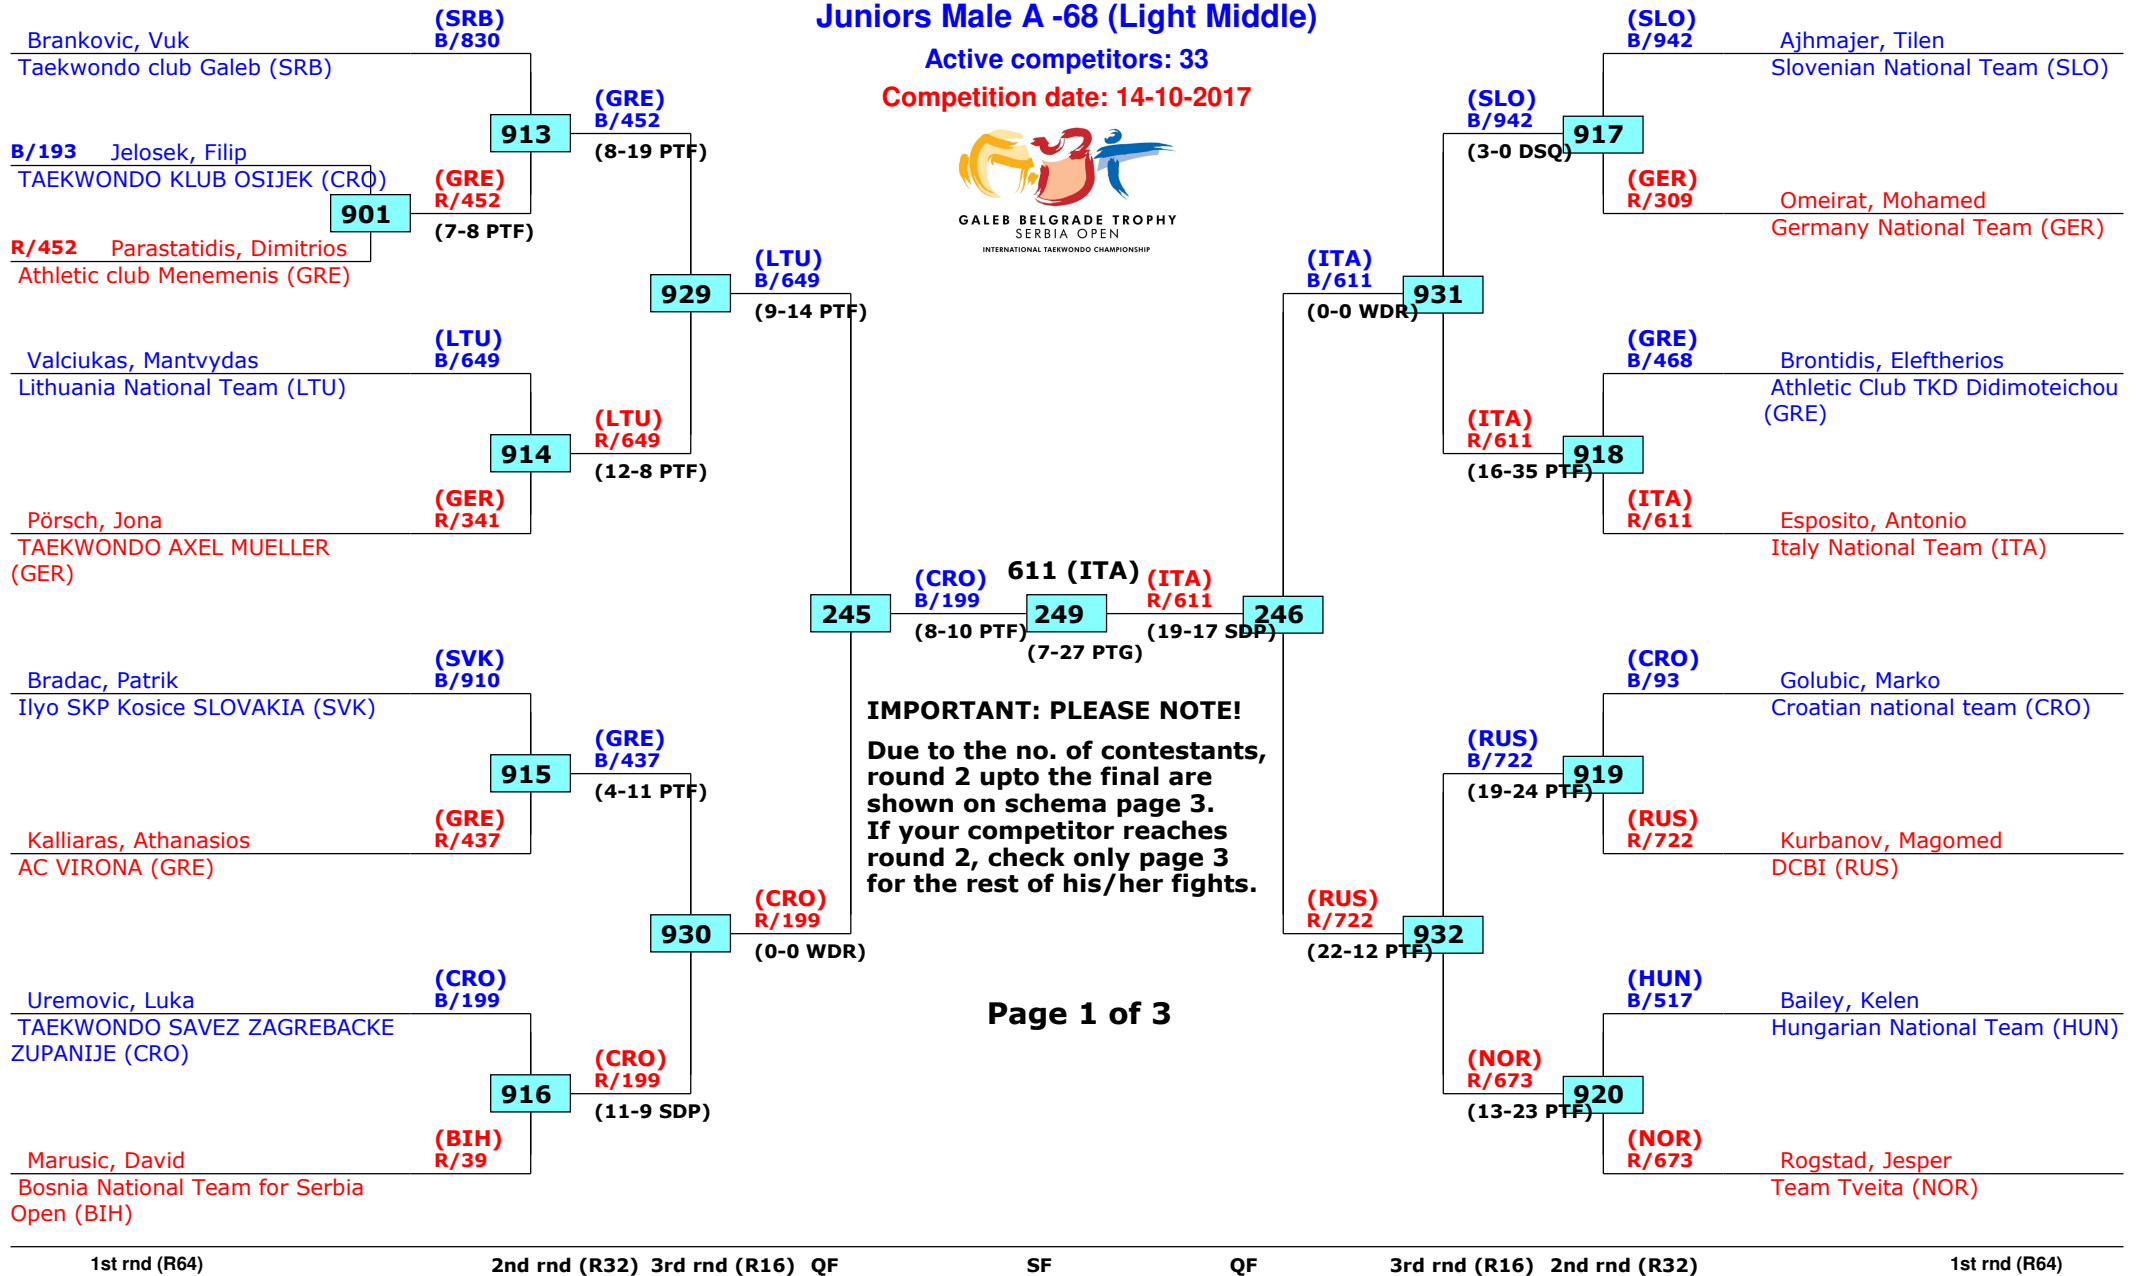 Juniors Male A -68 (Light Middle)
Active competitors: 33
Competition date: 14-10-2017
GALEB BELGRADE TROPHY
SERBIA OPEN
INTERNATIONAL TAEKWONDO CHAMPIONSHIP
(SRB)
B/830
Brankovic, Vuk
Taekwondo club Galeb (SRB)
913
(GRE)
B/452
(8-19 PTF)
B/193 Jelosek, Filip
TAEKWONDO KLUB OSIJEK (CRO)
901
(GRE)
R/452
(7-8 PTF)
R/452 Parastatidis, Dimitrios
Athletic club Menemenis (GRE)
929
(LTU)
B/649
(9-14 PTF)
(LTU)
B/649
Valciukas, Mantvydas
Lithuania National Team (LTU)
914
(LTU)
R/649
(12-8 PTF)
(GER)
R/341
Pörsch, Jona
TAEKWONDO AXEL MUELLER
(GER)
245
(CRO)
B/199
(8-10 PTF)
611 (ITA)
249
(7-27 PTG)
(ITA)
R/611
(19-17 SDP)
246
(SVK)
B/910
Bradac, Patrik
Ilyo SKP Kosice SLOVAKIA (SVK)
915
(GRE)
B/437
(4-11 PTF)
(GRE)
R/437
Kalliaras, Athanasios
AC VIRONA (GRE)
930
(CRO)
R/199
(0-0 WDR)
(CRO)
B/199
Uremovic, Luka
TAEKWONDO SAVEZ ZAGREBACKE
ZUPANIJE (CRO)
916
(CRO)
R/199
(11-9 SDP)
(BIH)
R/39
Marusic, David
Bosnia National Team for Serbia
Open (BIH)
IMPORTANT: PLEASE NOTE!
Due to the no. of contestants,
round 2 upto the final are
shown on schema page 3.
If your competitor reaches
round 2, check only page 3
for the rest of his/her fights.
Page 1 of 3
(SLO)
B/942
Ajhmajer, Tilen
Slovenian National Team (SLO)
(SLO)
B/942
(3-0 DSQ)
917
(GER)
R/309
Omeirat, Mohamed
Germany National Team (GER)
(ITA)
B/611
(0-0 WDR)
931
(GRE)
B/468
Brontidis, Eleftherios
Athletic Club TKD Didimoteichou
(GRE)
(ITA)
R/611
(16-35 PTF)
918
(ITA)
R/611
Esposito, Antonio
Italy National Team (ITA)
(CRO)
B/93
Golubic, Marko
Croatian national team (CRO)
(RUS)
B/722
(19-24 PTF)
919
(RUS)
R/722
Kurbanov, Magomed
DCBI (RUS)
(RUS)
R/722
(22-12 PTF)
932
(HUN)
B/517
Bailey, Kelen
Hungarian National Team (HUN)
(NOR)
R/673
(13-23 PTF)
920
(NOR)
R/673
Rogstad, Jesper
Team Tveita (NOR)
1st rnd (R64) 2nd rnd (R32) 3rd rnd (R16) QF SF QF 3rd rnd (R16) 2nd rnd (R32) 1st rnd (R64)